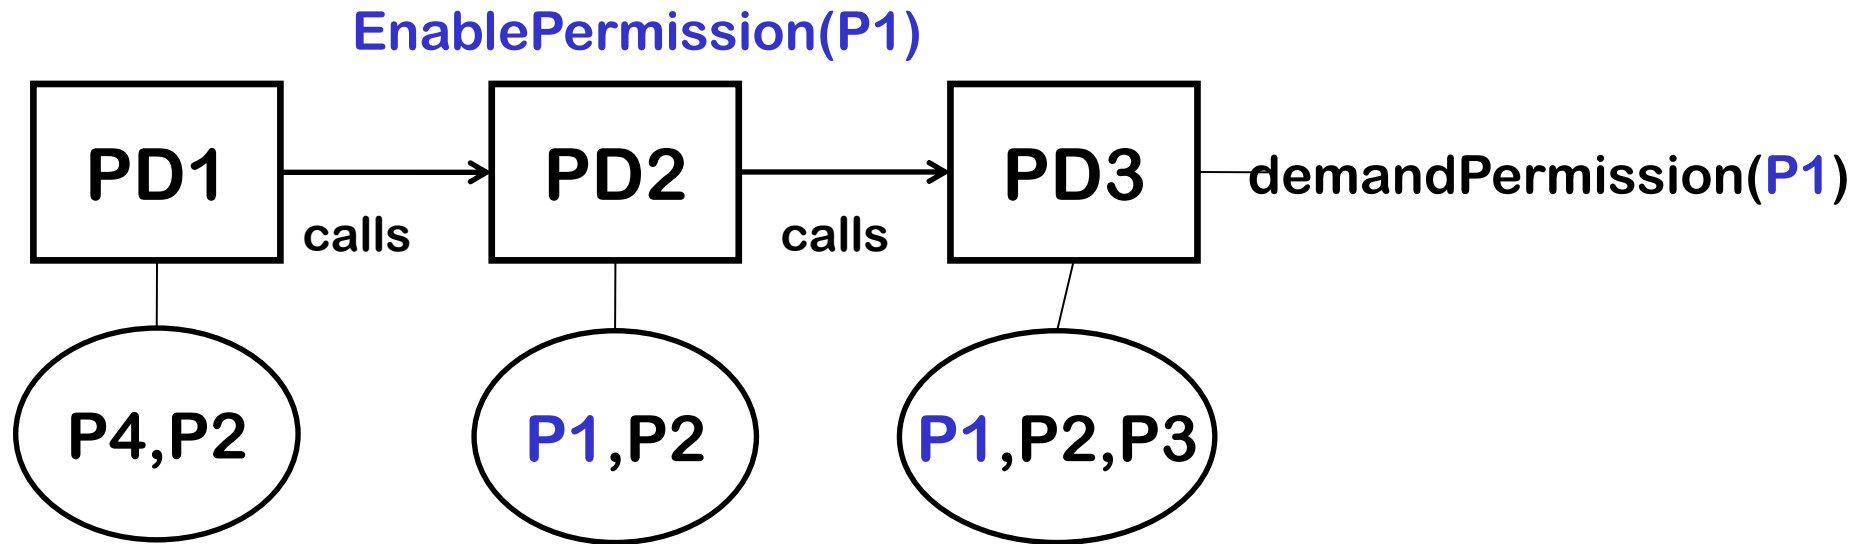 EnablePermission(P1)
PD1
PD2
PD3
demandPermission(P1)
calls
calls
P4,P2
P1,P2
P1,P2,P3